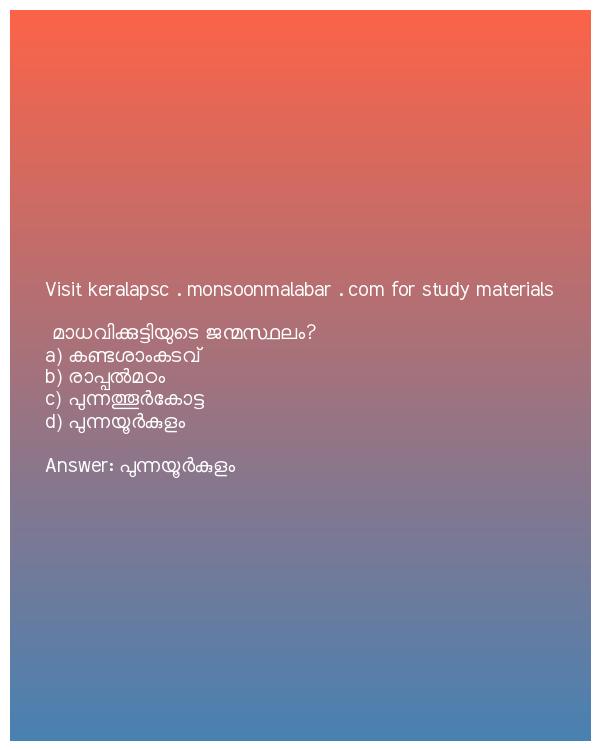 Visit keralapsc . monsoonmalabar . com for study materials
മാധവിക്കുട്ടിയുടെ ജന്മസ്ഥലം?
a) കണ്ടശാംകടവ്
b) രാപ്പൽമഠം
c) പുന്നത്തൂർകോട്ട
d) പുന്നയൂർകുളം
Answer: പുന്നയൂർകുളം